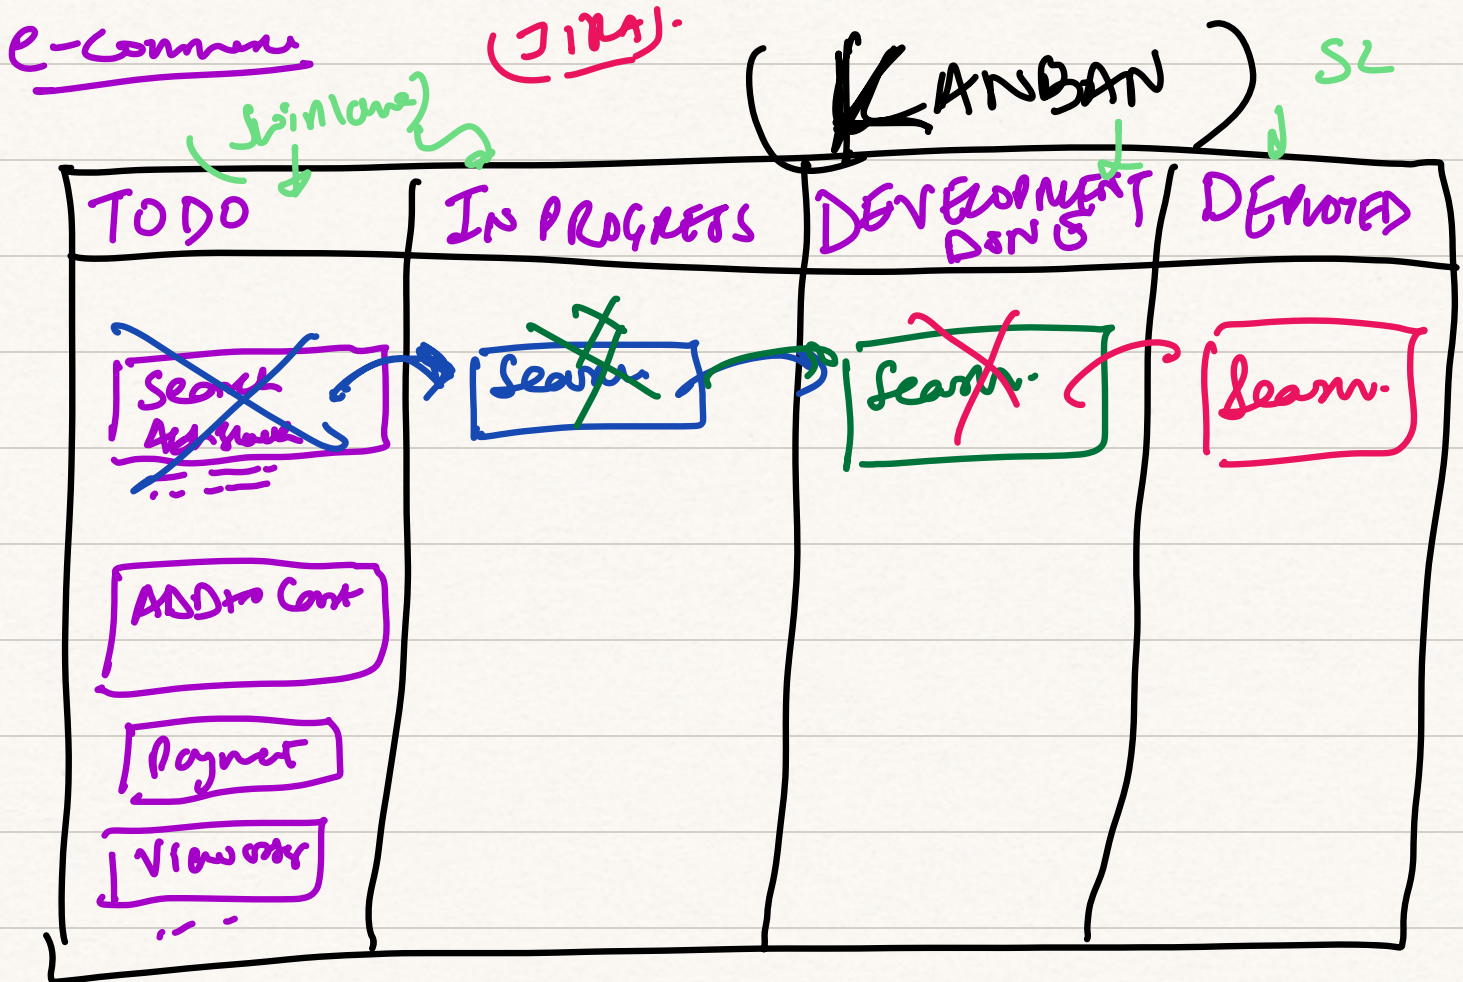 e-commerce
(JIRA).
(KANBAN)
SL
Swimlane
TODO
IN PROGRESS
DEVELOPMENT
DONE
DEPLOYED
Search
Search
Search.
Search.
ADD to Cart
Payment
View order